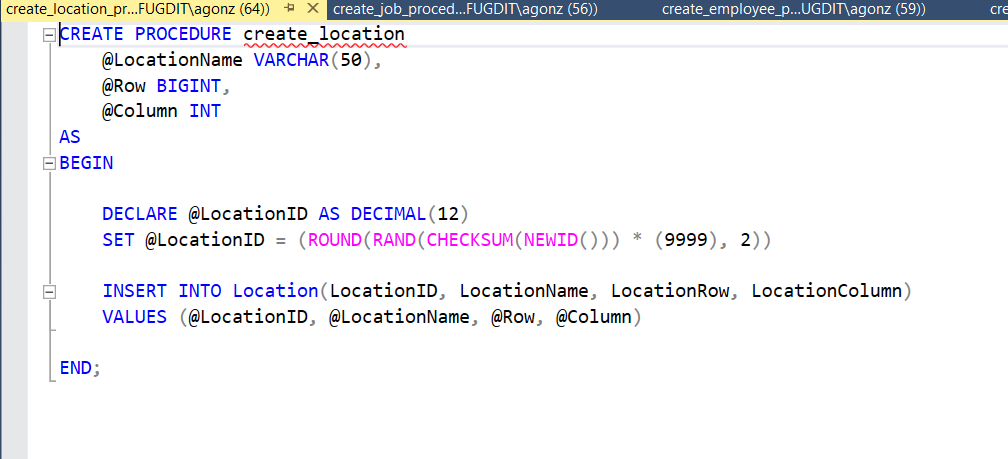 create_location_pr...FUGDIT\agonz (64)) create_job_proced...FUGDIT\agonz (56)) create_employee_p...UGDIT\agonz (59)) cre
CREATE PROCEDURE create_location
@LocationName VARCHAR(50),
@Row BIGINT,
@Column INT
AS
BEGIN
DECLARE @LocationID AS DECIMAL(12)
SET @LocationID = (ROUND(RAND(CHECKSUM(NEWID())) * (9999), 2))
INSERT INTO Location(LocationID, LocationName, LocationRow, LocationColumn)
VALUES (@LocationID, @LocationName, @Row, @Column)
END;